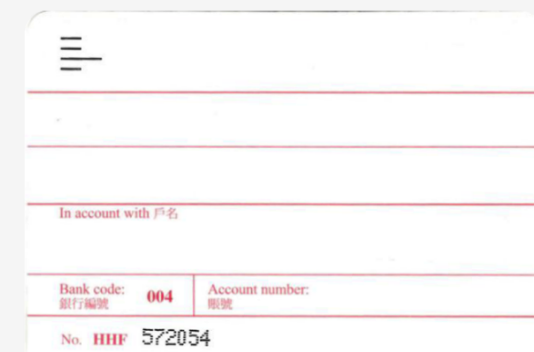 In account with 戶名
Bank code: 004 Account number:
銀行編號 賬號
No. HHF 572054